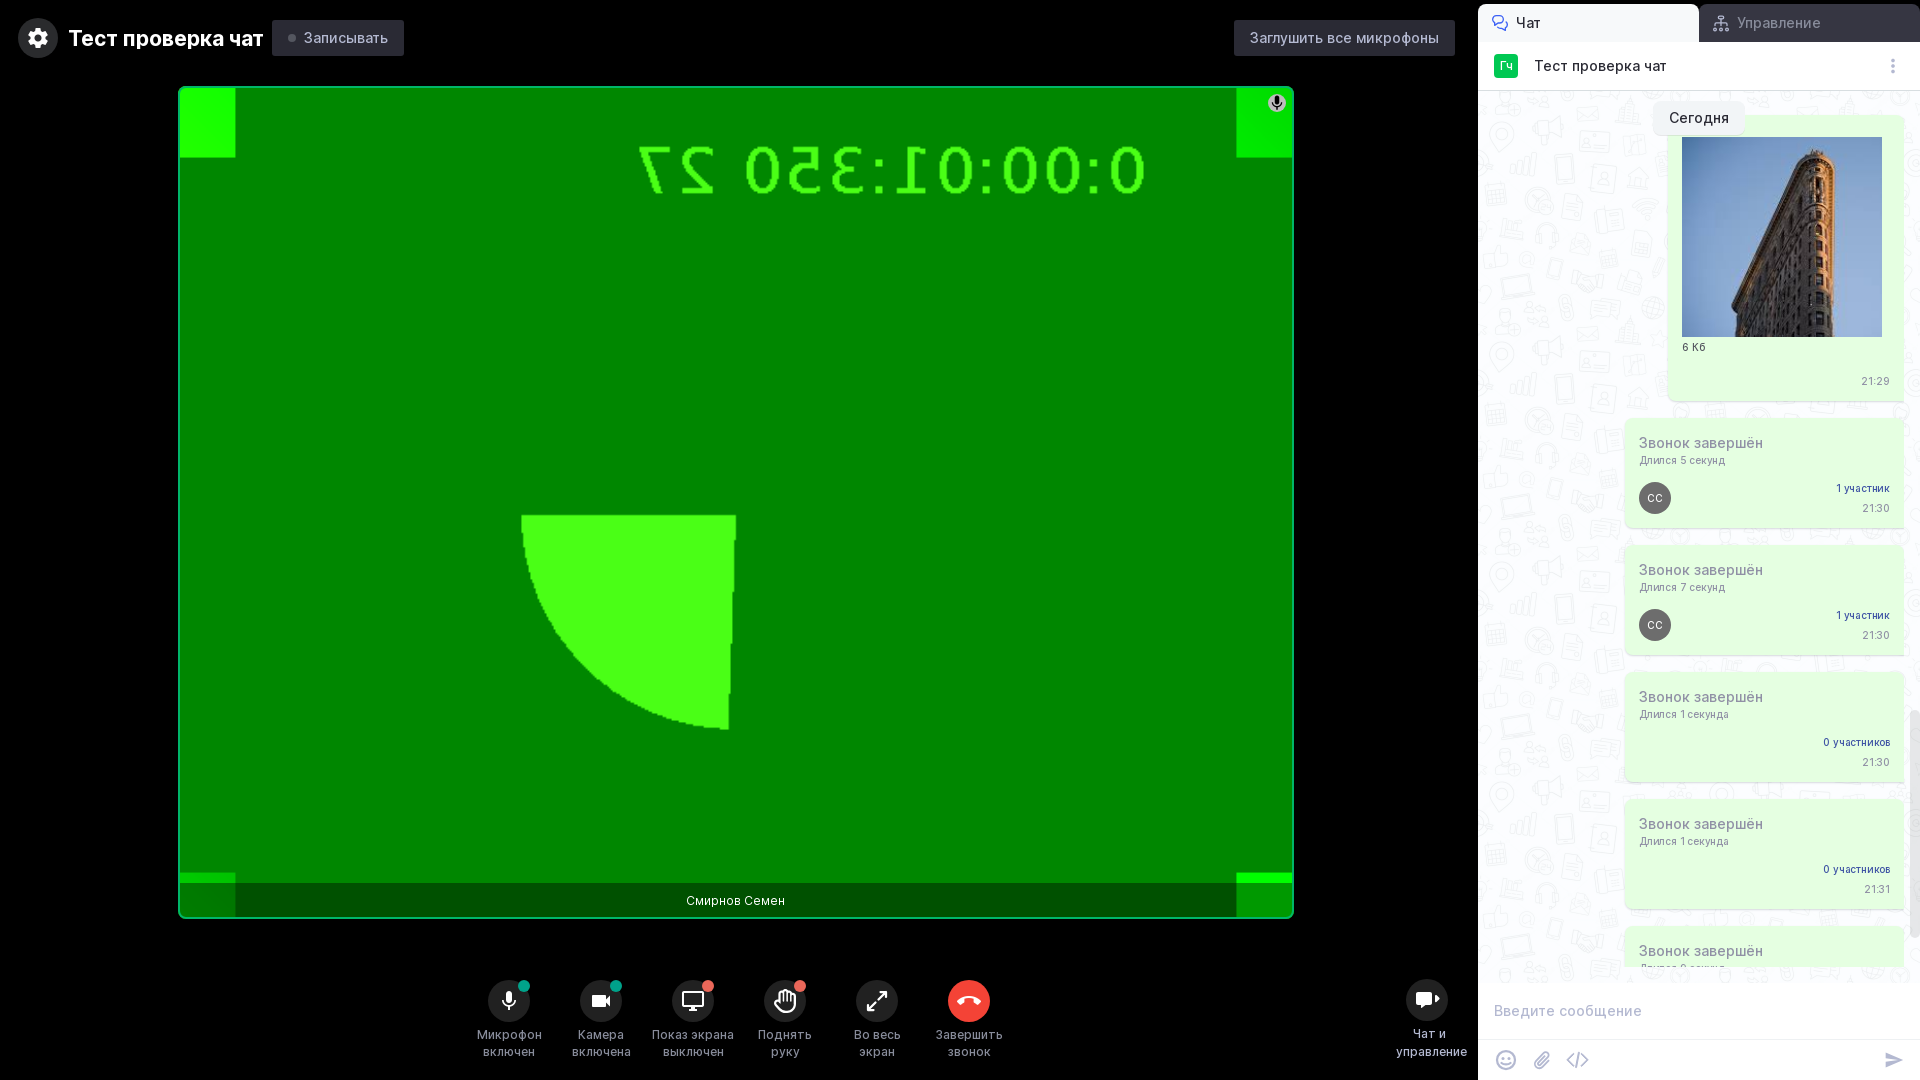 Тест проверка чат
Записывать
Заглушить все микрофоны
0:00:01:350 27
Смирнов Семен
Микрофон
включен
Камера
включена
Показ экрана
выключен
Поднять
руку
Во весь
экран
Завершить
звонок
Чат и
управление
Чат
Управление
Гч
Тест проверка чат
Сегодня
6 Кб
21:29
Звонок завершён
Длился 5 секунд
СС
1 участник
21:30
Звонок завершён
Длился 7 секунд
СС
1 участник
21:30
Звонок завершён
Длился 1 секунда
0 участников
21:30
Звонок завершён
Длился 1 секунда
0 участников
21:31
Звонок завершён
Введите сообщение